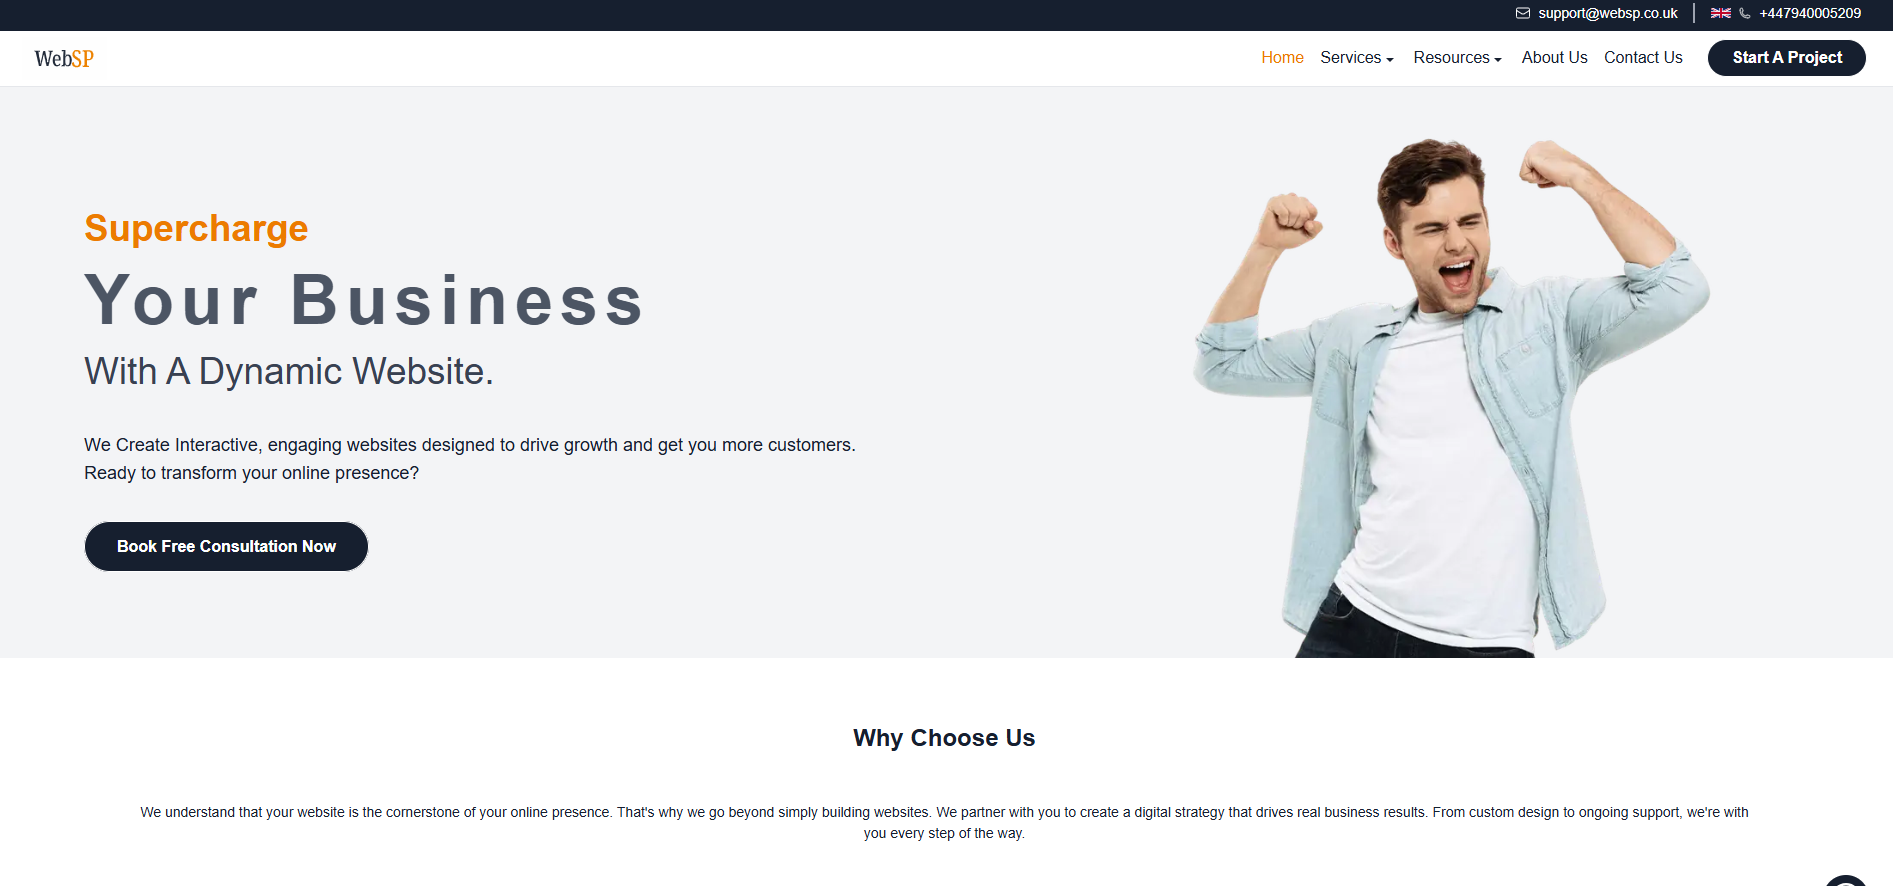 support@websp.co.uk
+447940005209
WebSP
Home
Services
Resources
About Us
Contact Us
Start A Project
Supercharge
Your Business
With A Dynamic Website.
We Create Interactive, engaging websites designed to drive growth and get you more customers.
Ready to transform your online presence?
Book Free Consultation Now
Why Choose Us
We understand that your website is the cornerstone of your online presence. That's why we go beyond simply building websites. We partner with you to create a digital strategy that drives real business results. From custom design to ongoing support, we're with
you every step of the way.